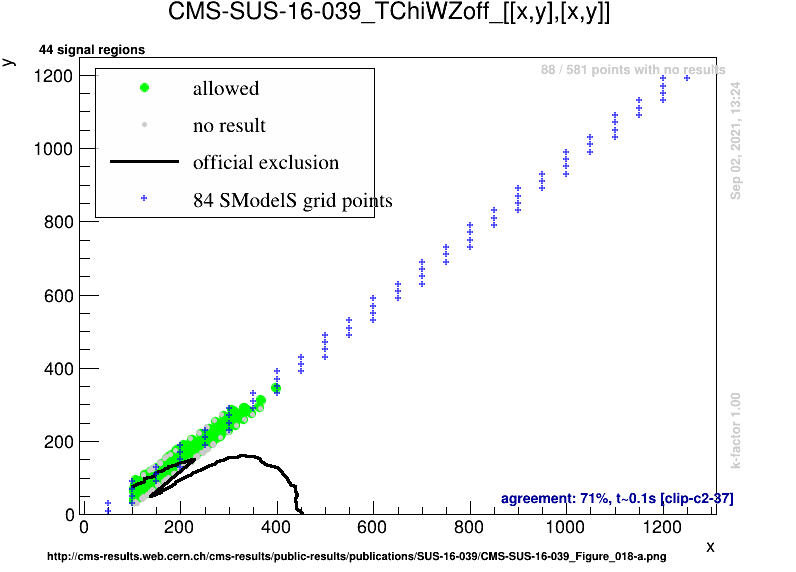 CMS-SUS-16-039_TChiWZoff_[[x,y],[x,y]]
44 signal regions
y
88 / 581 points with no results
allowed
no result
official exclusion
84 SModelS grid points
Sep 02, 2021, 13:24
1200
1000
800
600
400
200
0
k-factor 1.00
agreement: 71%, t~0.1s [clip-c2-37]
0 200 400 600 800 1000 1200
x
http://cms-results.web.cern.ch/cms-results/public-results/publications/SUS-16-039/CMS-SUS-16-039_Figure_018-a.png